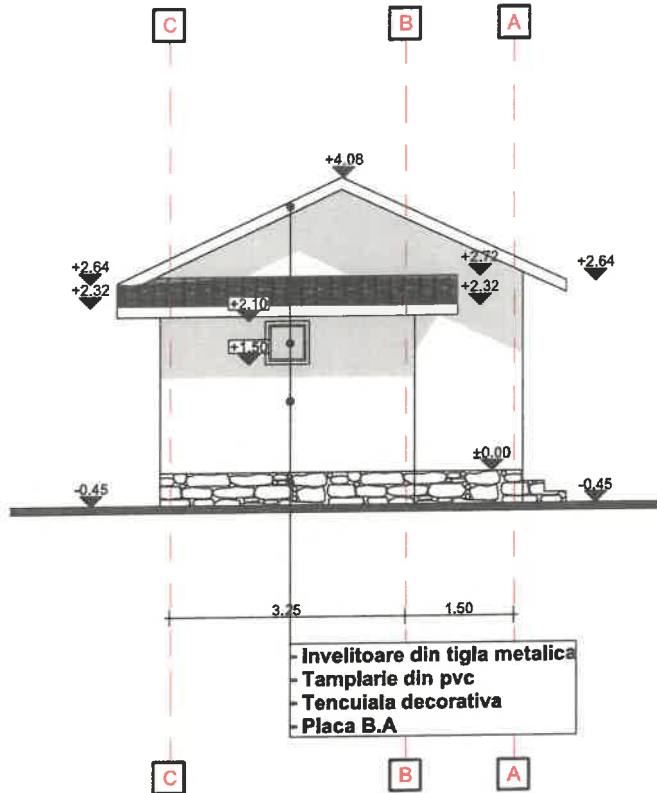 C B A
+4.08
+2.64 +2.72 +2.64
+2.32 +2.32
+2.10
+1.50
±0.00
-0.45 -0.45
3.25 1.50
- Invelitoare din tigla metalica
- Tamplarie din pvc
- Tencuiala decorativa
- Placa B.A
C B A